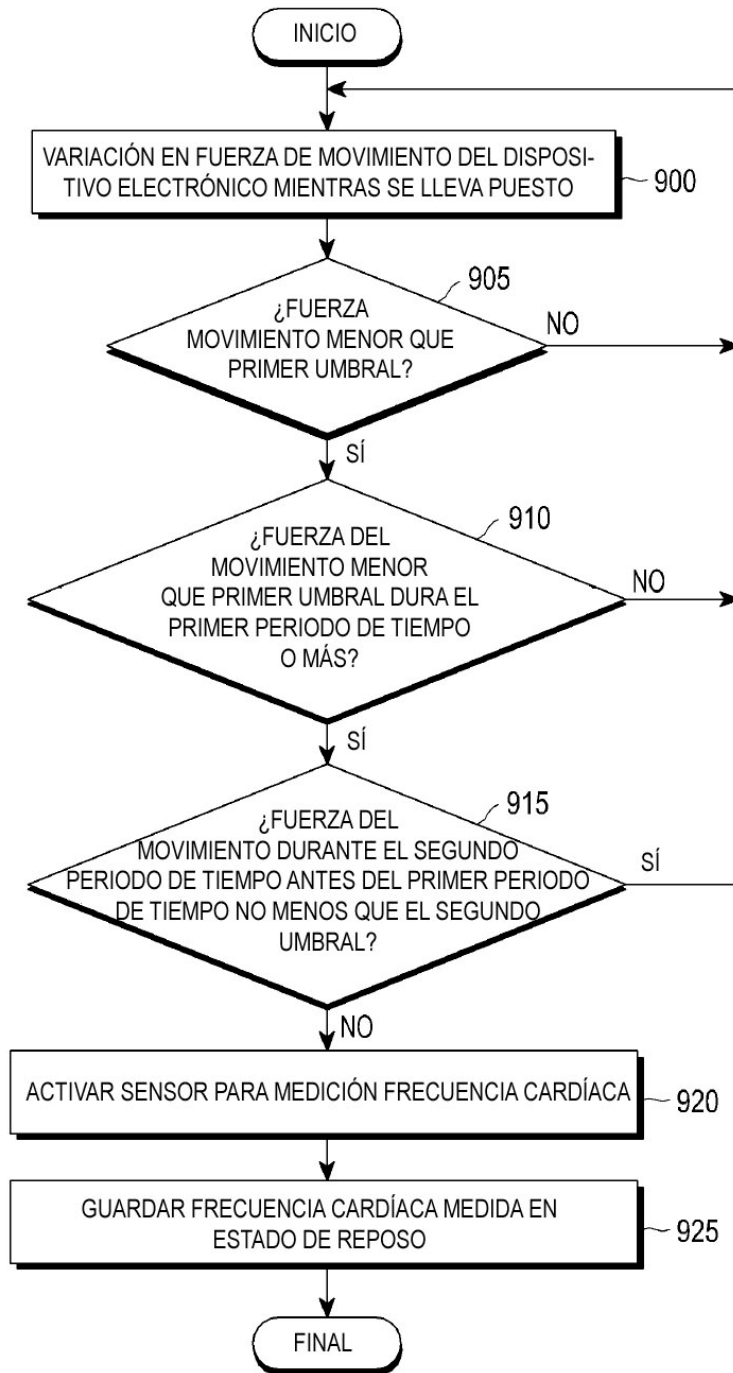 INICIO
VARIACIÓN EN FUERZA DE MOVIMIENTO DEL DISPOSI-
TIVO ELECTRÓNICO MIENTRAS SE LLEVA PUESTO
900
905
¿FUERZA
MOVIMIENTO MENOR QUE
PRIMER UMBRAL?
NO
SÍ
910
¿FUERZA DEL
MOVIMIENTO MENOR
QUE PRIMER UMBRAL DURA EL
PRIMER PERIODO DE TIEMPO
O MÁS?
NO
SÍ
915
¿FUERZA DEL
MOVIMIENTO DURANTE EL SEGUNDO
PERIODO DE TIEMPO ANTES DEL PRIMER PERIODO
DE TIEMPO NO MENOS QUE EL SEGUNDO
UMBRAL?
SÍ
NO
ACTIVAR SENSOR PARA MEDICIÓN FRECUENCIA CARDÍACA
920
GUARDAR FRECUENCIA CARDÍACA MEDIDA EN
ESTADO DE REPOSO
925
FINAL